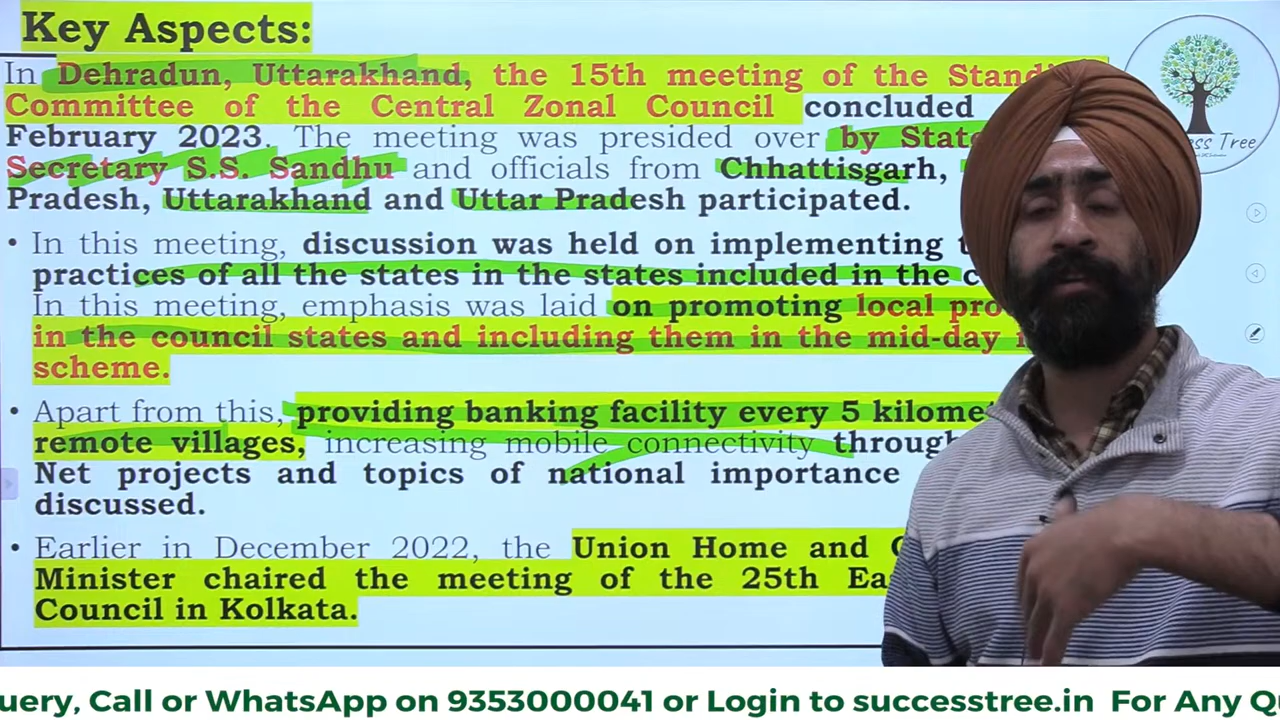 Key Aspects:
In Dehradun, Uttarakhand, the 15th meeting of the
Committee of the Central Zonal Council concluded
February 2023. The meeting was presided over by
Secretary S.S. Sandhu and officials from Chhattisgarh,
Pradesh, Uttarakhand and Uttar Pradesh participated.
• In this meeting, discussion was held on implementing
practices of all the states in the states included in the
In this meeting, emphasis was laid on promoting local
in the council states and including them in the mid-day
scheme.
• Apart from this, providing banking facility every 5
remote villages, increasing mobile connectivity
Net projects and topics of national importance
discussed.
• Earlier in December 2022, the Union Home and
Minister chaired the meeting of the 25th
Council in Kolkata.
Tree
uery, Call or WhatsApp on 9353000041 or Login to successtree.in For Any Qu